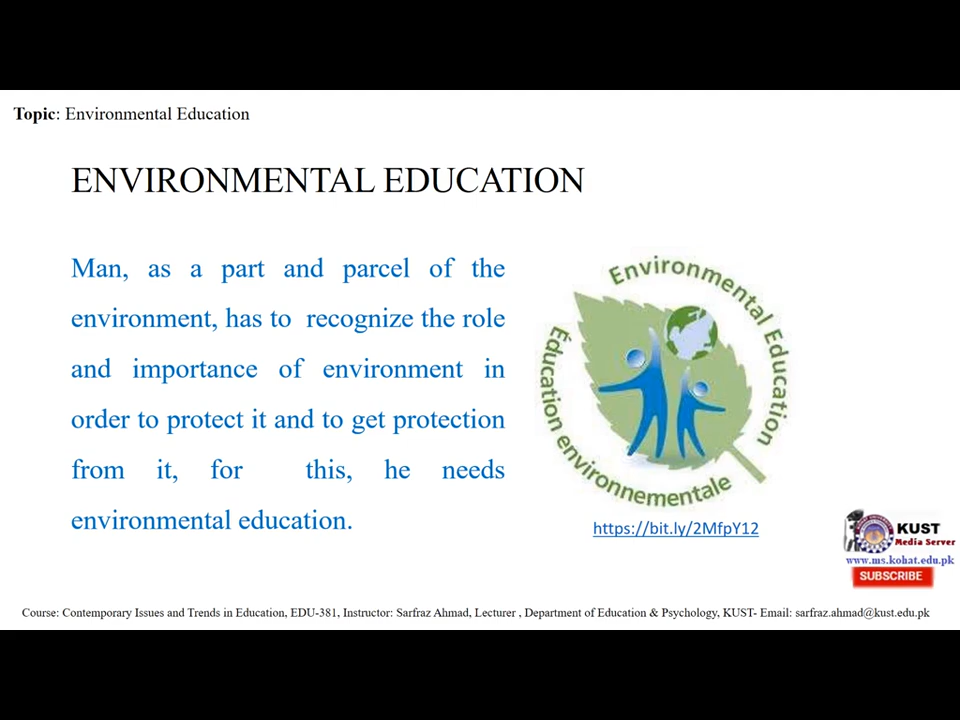 Topic: Environmental Education
ENVIRONMENTAL EDUCATION
Man, as a part and parcel of the
environment, has to recognize the role
and importance of environment in
order to protect it and to get protection
from it, for this, he needs
environmental education.
Environmental Education
Éducation environnementale
https://bit.ly/2MfpY12
KUST
Media Server
www.ms.kohat.edu.pk
SUBSCRIBE
Course: Contemporary Issues and Trends in Education, EDU-381, Instructor: Sarfraz Ahmad, Lecturer , Department of Education & Psychology, KUST- Email: sarfraz.ahmad@kust.edu.pk